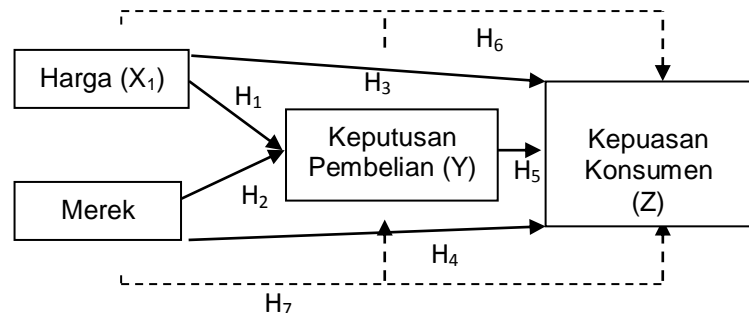 H₆
Harga (X₁)
H₃
H₁
Keputusan
Pembelian (Y)
Kepuasan
Konsumen
(Z)
H₅
H₂
Merek
H₄
H₇